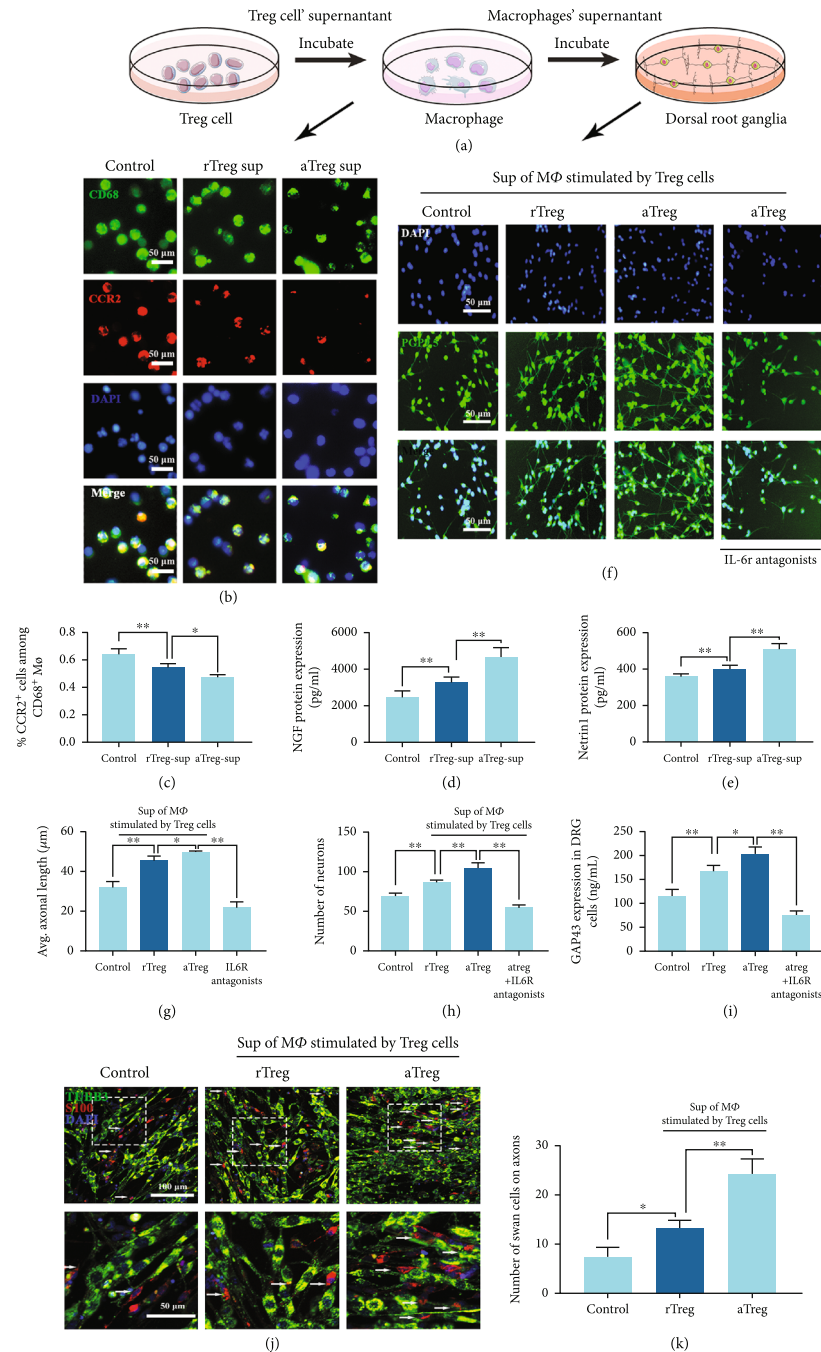 Treg cell' supernantant
Macrophages' supernatant
Incubate
Incubate
Treg cell
Macrophage
Dorsal root ganglia
(a)
Control
rTreg sup
aTreg sup
CD68
50 μm
CCR2
50 μm
DAPI
50 μm
Merge
50 μm
(b)
Sup of MΦ stimulated by Treg cells
Control
rTreg
aTreg
aTreg
DAPI
50 μm
50 μm
50 μm
IL-6r antagonists
(f)
% CCR2+ cells among
CD68+ Mø
0.8
0.6
0.4
0.2
0.0
**
*
Control
rTreg-sup
aTreg-sup
(c)
NGF protein expression
(pg/ml)
6000
4000
2000
0
**
**
Control
rTreg-sup
aTreg-sup
(d)
Netrin1 protein expression
(pg/ml)
600
400
200
0
**
**
Control
rTreg-sup
aTreg-sup
(e)
Sup of MΦ
stimulated by Treg cells
Avg. axonal length (μm)
60
40
20
0
**
*
**
Control
rTreg
aTreg
IL6R
antagonists
(g)
Sup of MΦ
stimulated by Treg cells
Number of neurons
150
100
50
0
**
**
**
Control
rTreg
aTreg
atreg
+IL6R
antagonists
(h)
GAP43 expression in DRG
cells (ng/mL)
250
200
150
100
50
0
**
*
**
Control
rTreg
aTreg
atreg
+IL6R
antagonists
(i)
Sup of MΦ stimulated by Treg cells
Control
rTreg
aTreg
TUBB3
S100
DAPI
100 μm
50 μm
(j)
Sup of MΦ
stimulated by Treg cells
Number of swan cells on axons
30
20
10
0
*
**
Control
rTreg
aTreg
(k)